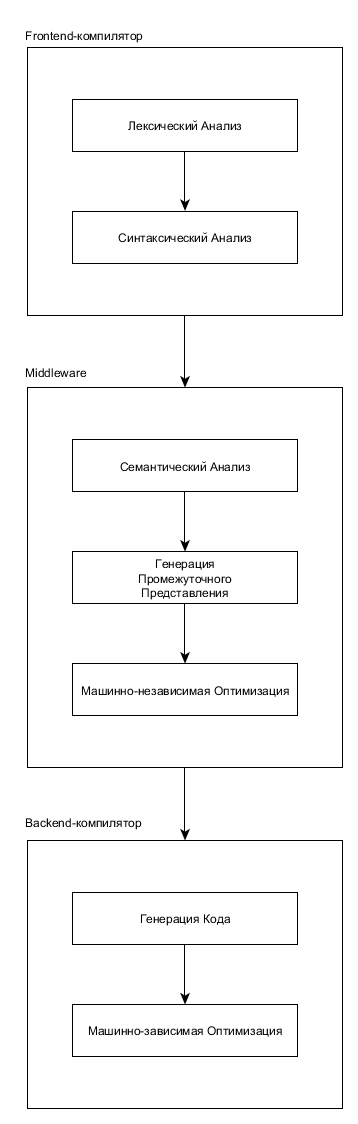 Frontend-компилятор
Лексический Анализ
Синтаксический Анализ
Middleware
Семантический Анализ
Генерация
Промежуточного
Представления
Машинно-независимая Оптимизация
Backend-компилятор
Генерация Кода
Машинно-зависимая Оптимизация